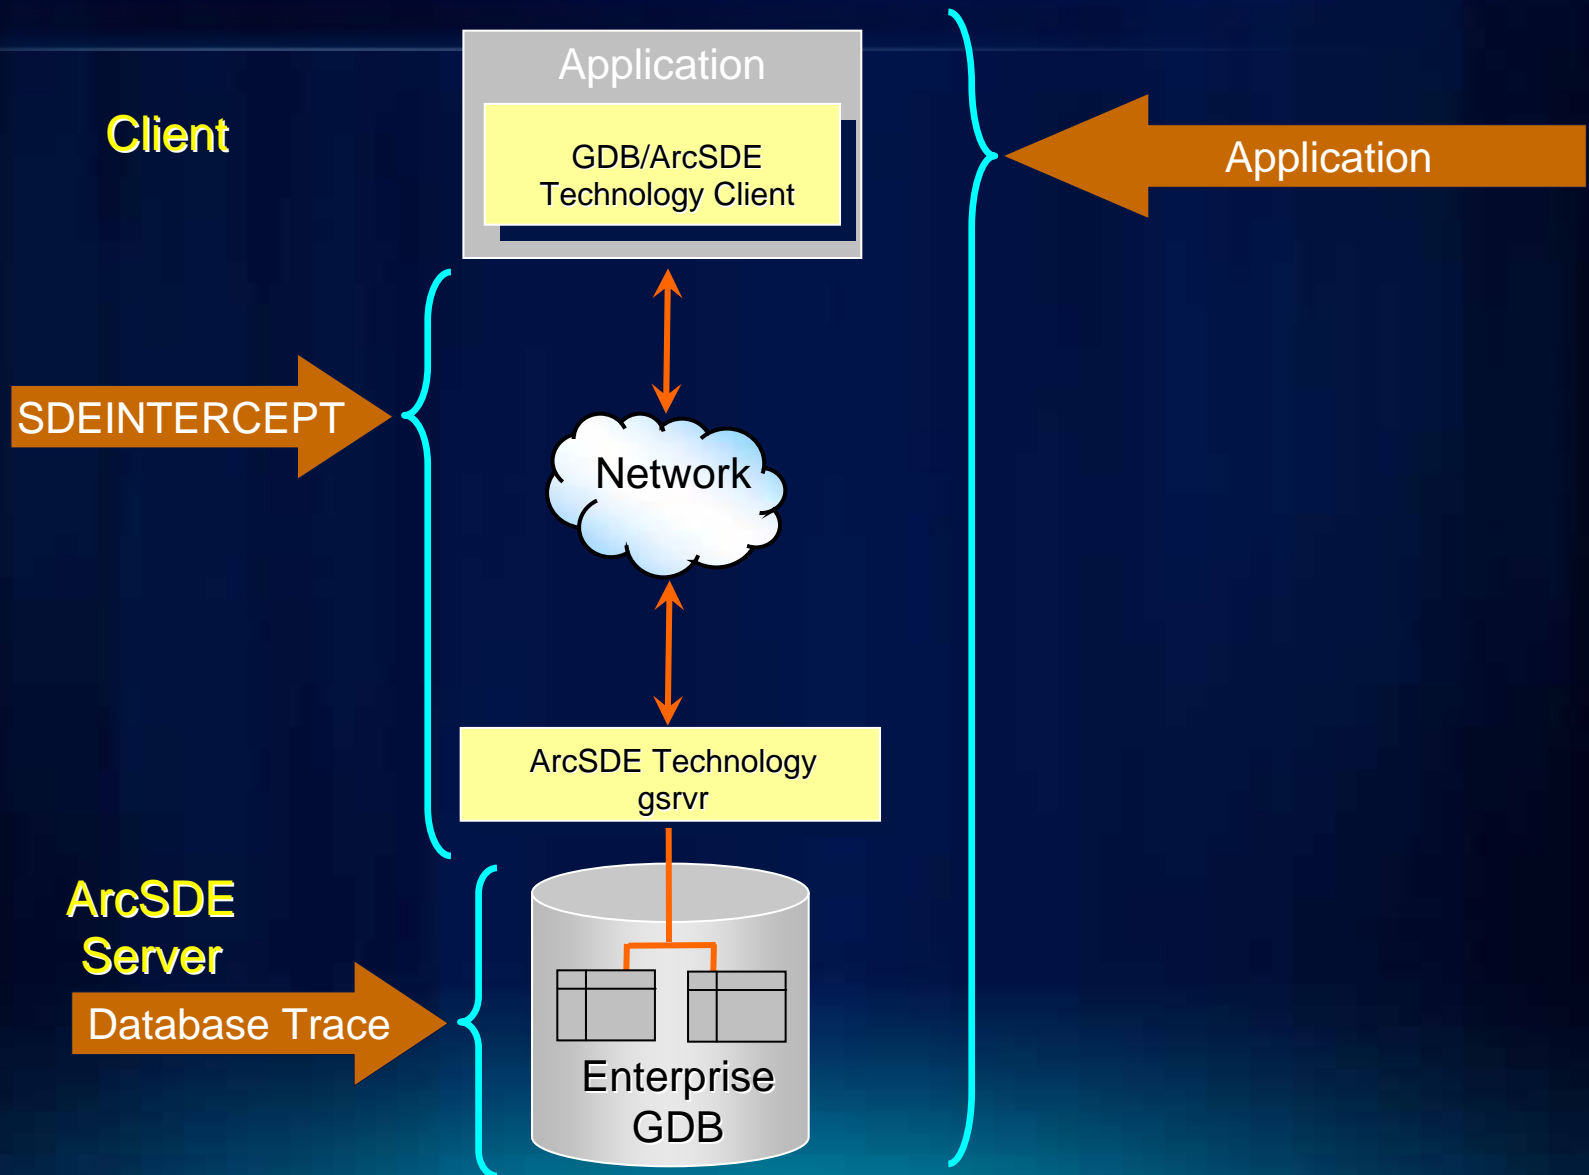 Application
Client
GDB/ArcSDE
Technology Client
Application
SDEINTERCEPT
Network
ArcSDE Technology
gsrvr
ArcSDE
Server
Database Trace
Enterprise
GDB